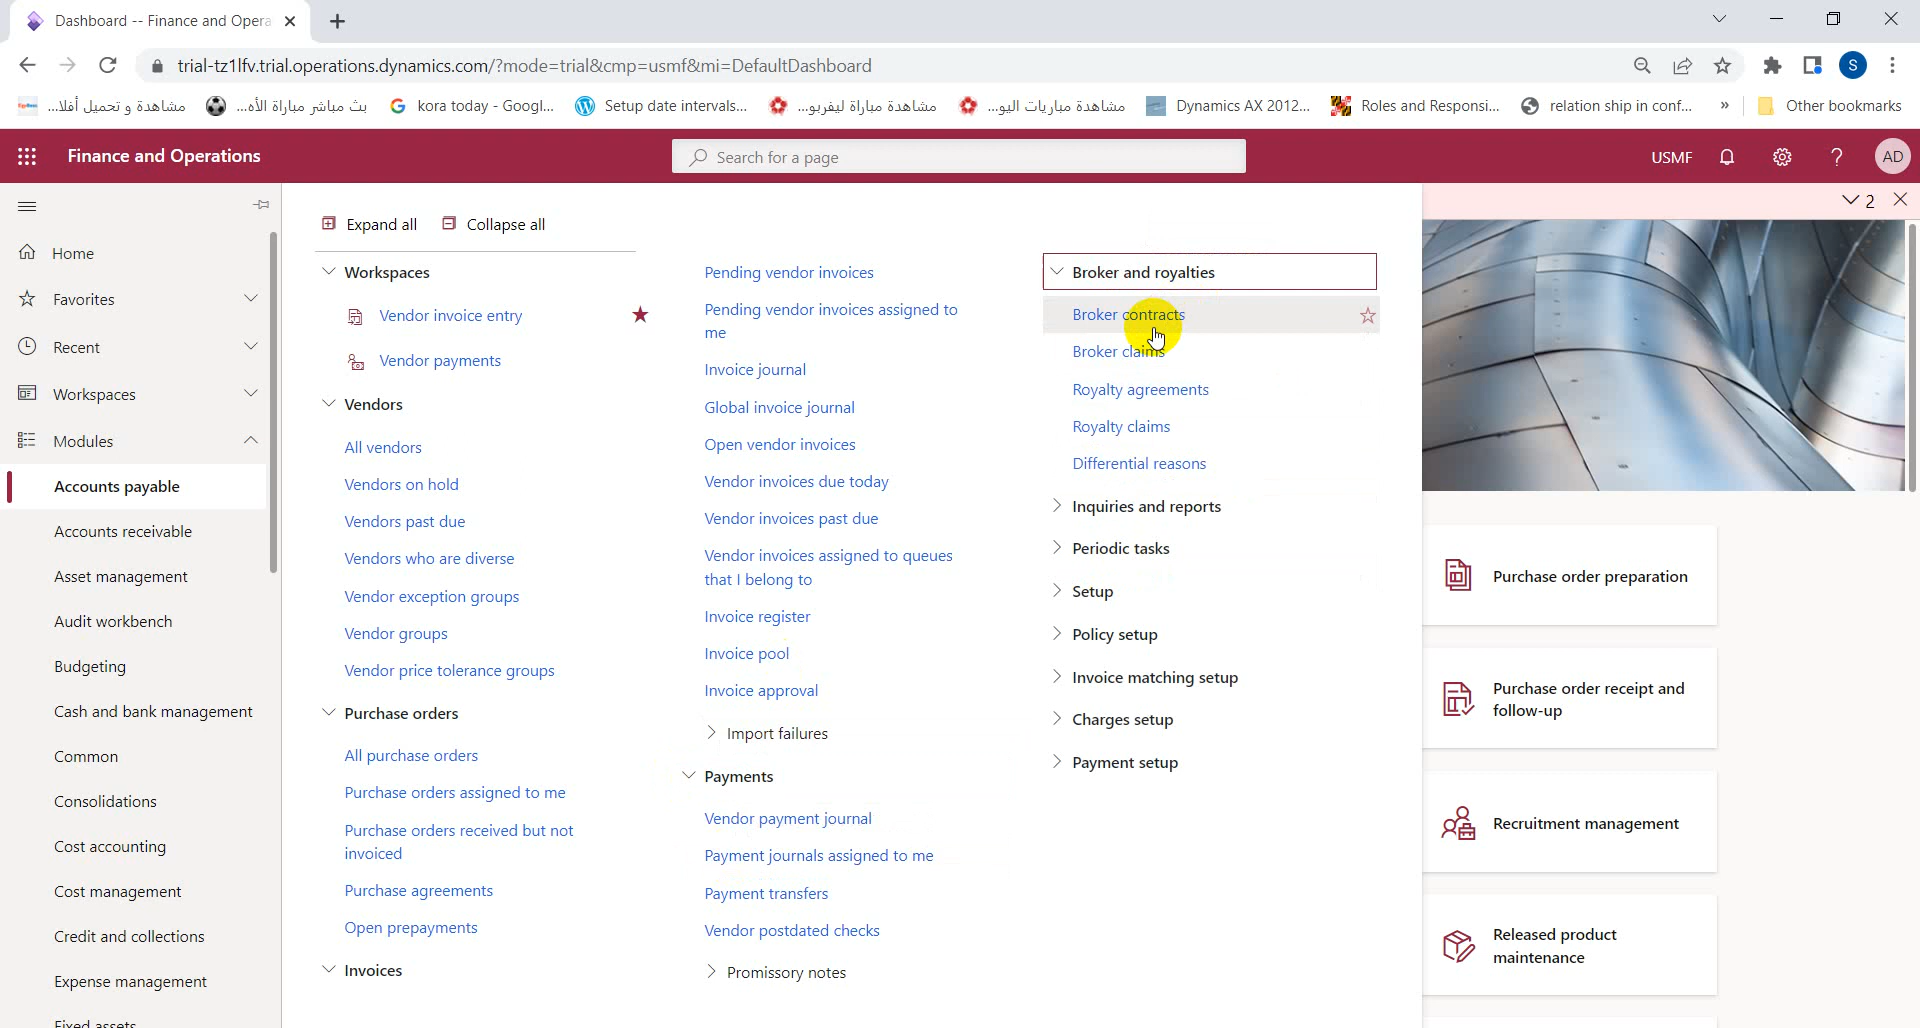 Dashboard -- Finance and Opera
trial-tz1lfv.trial.operations.dynamics.com/?mode=trial&cmp=usmf&mi=DefaultDashboard
S
مشاهدة و تحميل أفلا...
بث مباشر مباراة الأه...
kora today - Googl...
Setup date intervals...
مشاهدة مباراة ليفربو...
مشاهدة مباريات اليو...
Dynamics AX 2012...
Roles and Responsi...
relation ship in conf...
»
Other bookmarks
Finance and Operations
Search for a page
USMF
?
AD
2
Home
Favorites
Recent
Workspaces
Modules
Accounts payable
Accounts receivable
Asset management
Audit workbench
Budgeting
Cash and bank management
Common
Consolidations
Cost accounting
Cost management
Credit and collections
Expense management
Fixed assets
Expand all
Collapse all
Workspaces
Vendor invoice entry
Vendor payments
Vendors
All vendors
Vendors on hold
Vendors past due
Vendors who are diverse
Vendor exception groups
Vendor groups
Vendor price tolerance groups
Purchase orders
All purchase orders
Purchase orders assigned to me
Purchase orders received but not
invoiced
Purchase agreements
Open prepayments
Invoices
Pending vendor invoices
Pending vendor invoices assigned to
me
Invoice journal
Global invoice journal
Open vendor invoices
Vendor invoices due today
Vendor invoices past due
Vendor invoices assigned to queues
that I belong to
Invoice register
Invoice pool
Invoice approval
Import failures
Payments
Vendor payment journal
Payment journals assigned to me
Payment transfers
Vendor postdated checks
Promissory notes
Broker and royalties
Broker contracts
Broker claims
Royalty agreements
Royalty claims
Differential reasons
Inquiries and reports
Periodic tasks
Setup
Policy setup
Invoice matching setup
Charges setup
Payment setup
Purchase order preparation
Purchase order receipt and
follow-up
Recruitment management
Released product
maintenance